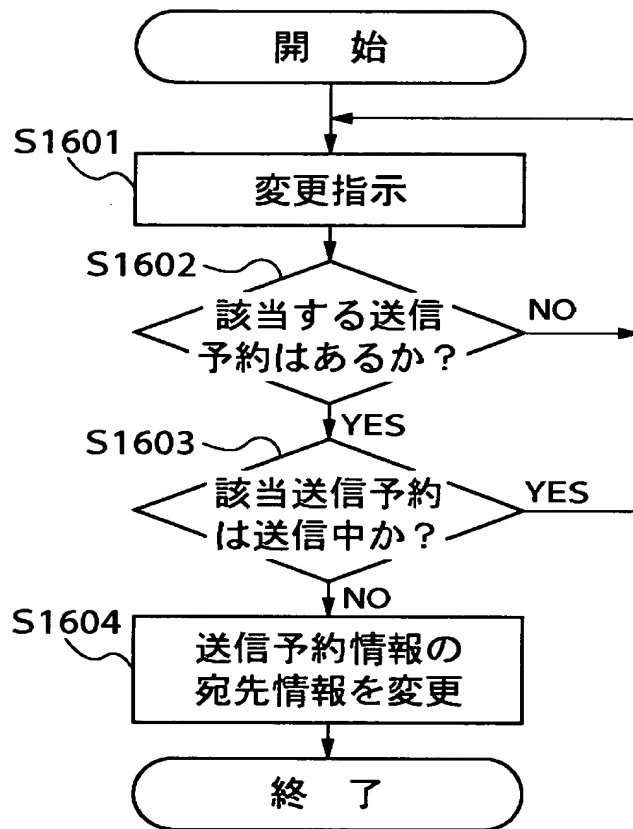 開 始
S1601
変更指示
S1602
該当する送信
予約はあるか？
NO
YES
S1603
該当送信予約
は送信中か？
YES
NO
S1604
送信予約情報の
宛先情報を変更
終 了